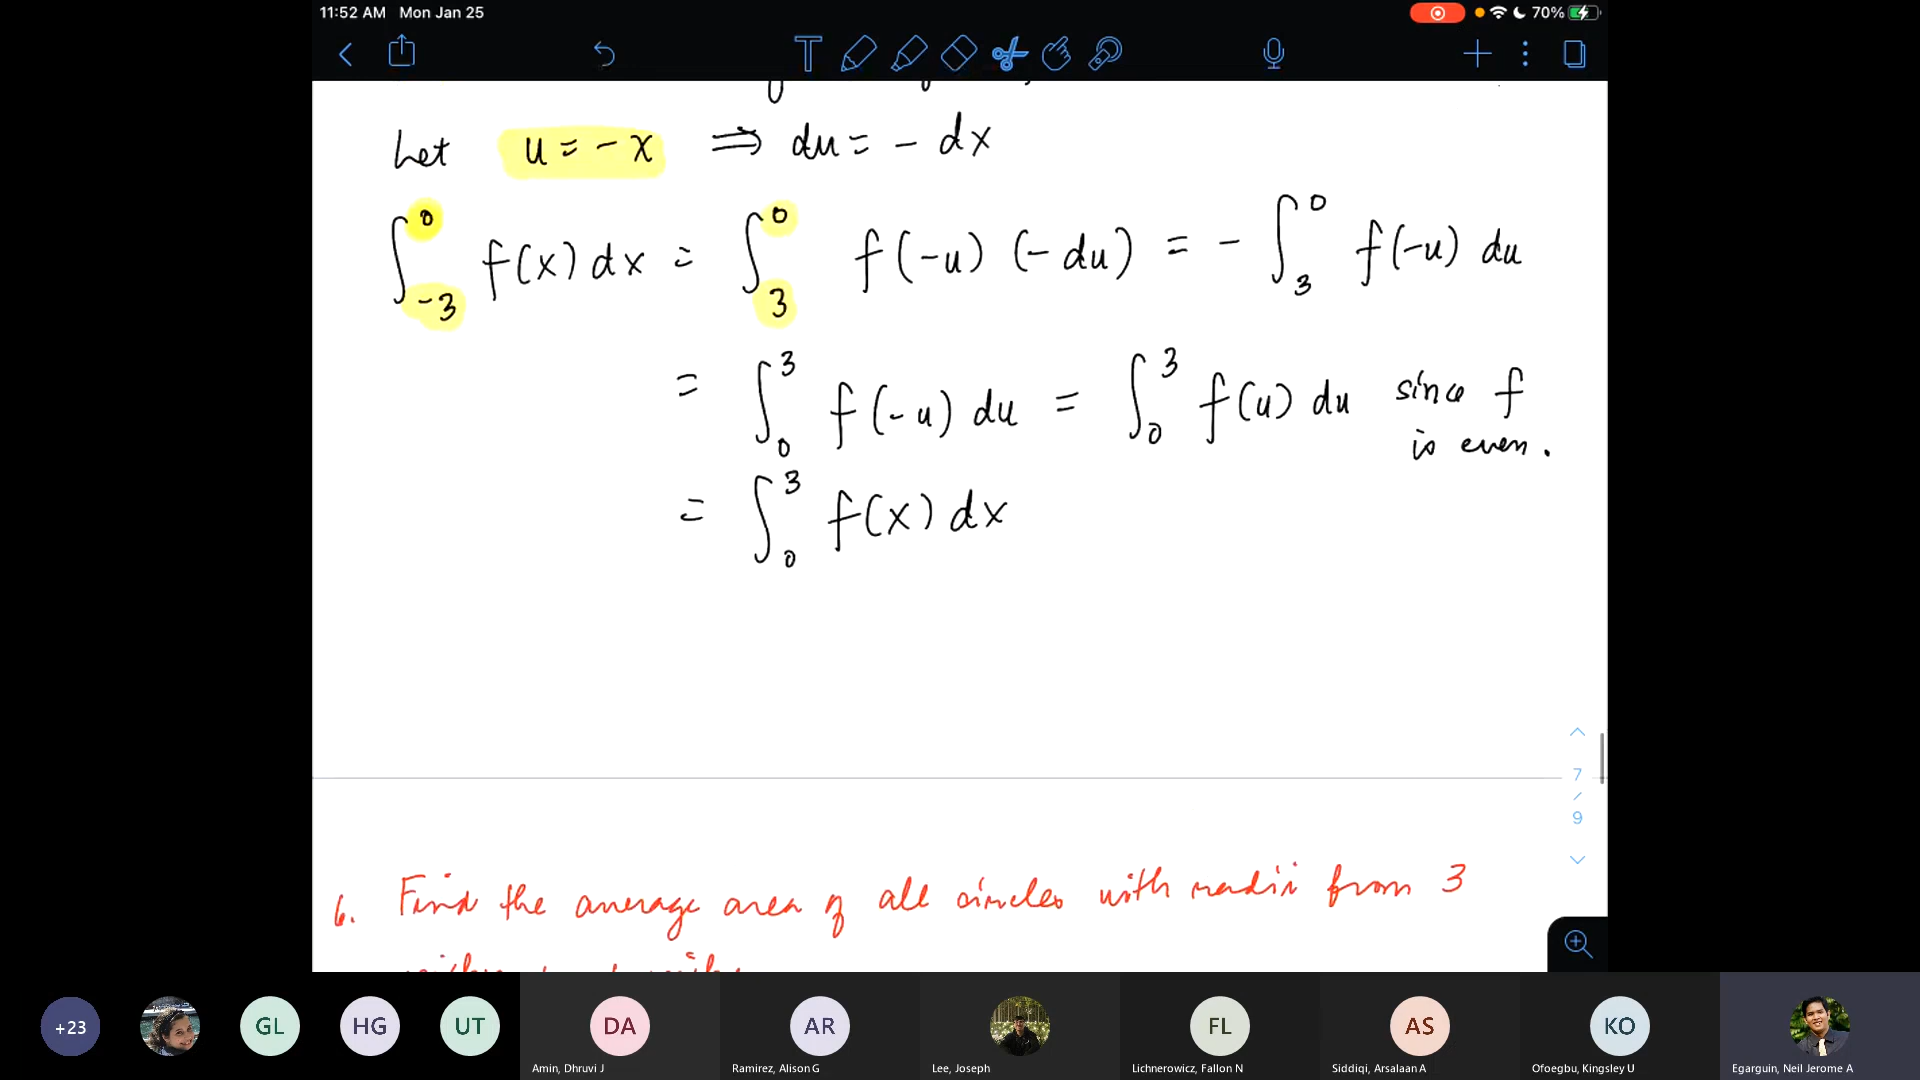 11:52 AM Mon Jan 25
70%
T
Let u = - x ⟹ du = - dx
∫_{-3}^{0} f(x) dx = ∫_{3}^{0} f(-u) (- du) = - ∫_{3}^{0} f(-u) du
= ∫_{0}^{3} f(-u) du = ∫_{0}^{3} f(u) du since f
is even.
= ∫_{0}^{3} f(x) dx
7
/
9
6. Find the average area of all circles with radii from 3
+23 GL HG UT DA AR FL AS KO
Amin, Dhruvi J Ramirez, Alison G Lee, Joseph Lichnerowicz, Fallon N Siddiqi, Arsalaan A Ofoegbu, Kingsley U Egarguin, Neil Jerome A